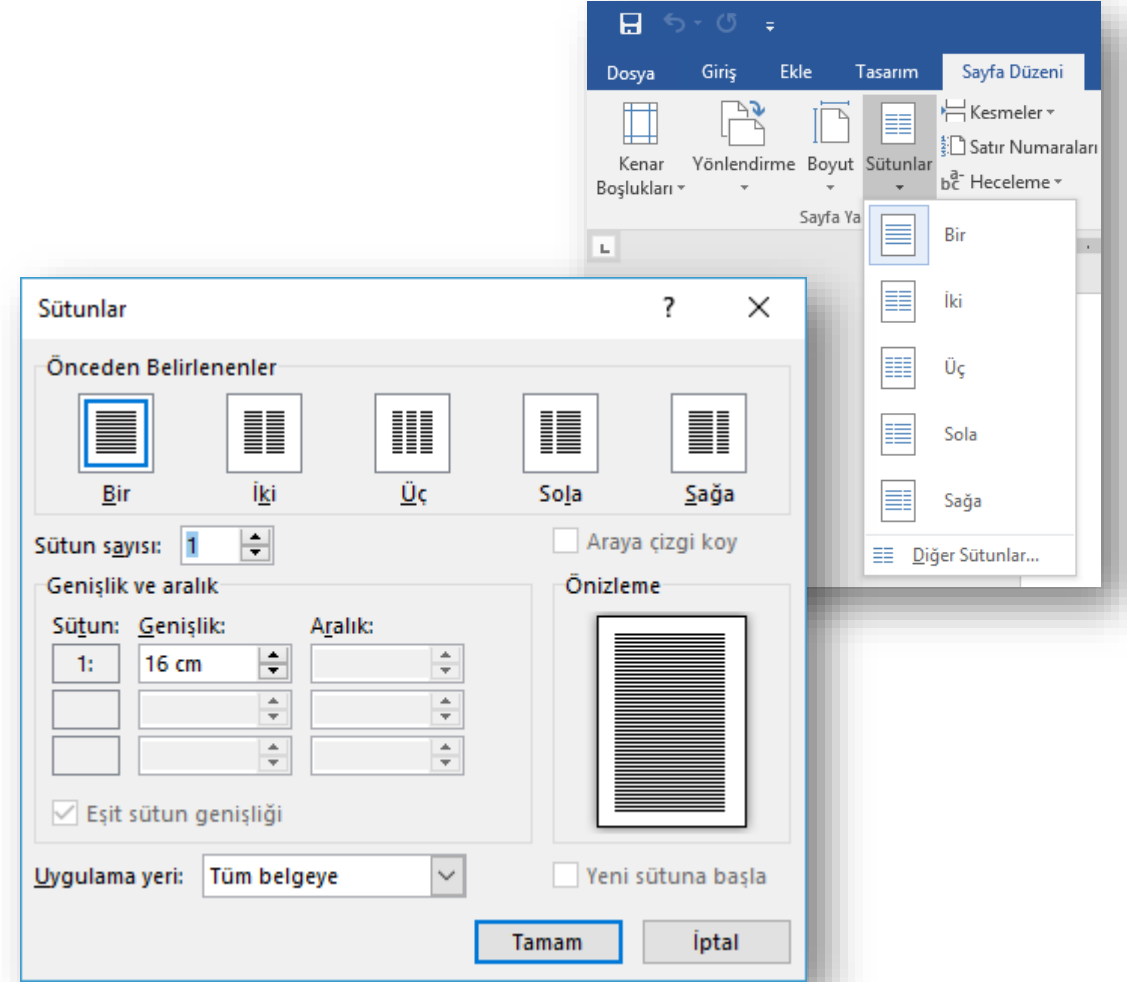 Dosya Giriş Ekle Tasarım Sayfa Düzeni
Kenar Boşlukları
Yönlendirme
Boyut
Sütunlar
Kesmeler
Satır Numaraları
Heceleme
Sayfa Ya
Bir
İki
Üç
Sola
Sağa
Diğer Sütunlar...
Sütunlar ?
Önceden Belirlenenler
Bir İki Üç Sola Sağa
Sütun sayısı: 1
Araya çizgi koy
Genişlik ve aralık
Önizleme
Sütun: Genişlik: Aralık:
1: 16 cm
Eşit sütun genişliği
Uygulama yeri: Tüm belgeye
Yeni sütuna başla
Tamam İptal